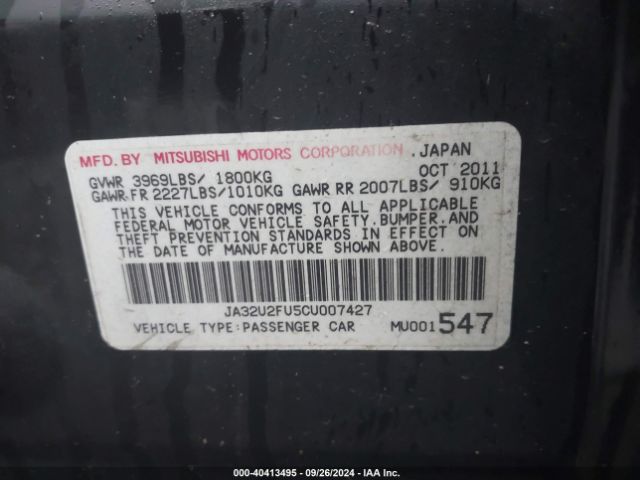 MFD. BY MITSUBISHI MOTORS CORPORATION. JAPAN
GVWR 3969LBS/ 1800KG OCT 2011
GAWR FR 2227LBS/1010KG GAWR RR 2007LBS/ 910KG
THIS VEHICLE CONFORMS TO ALL APPLICABLE
FEDERAL MOTOR VEHICLE SAFETY, BUMPER, AND
THEFT PREVENTION STANDARDS IN EFFECT ON
THE DATE OF MANUFACTURE SHOWN ABOVE.
JA32U2FU5CU007427
VEHICLE TYPE:PASSENGER CAR MU001547
00-40413495 - 09/26/2024 - IAA Inc.